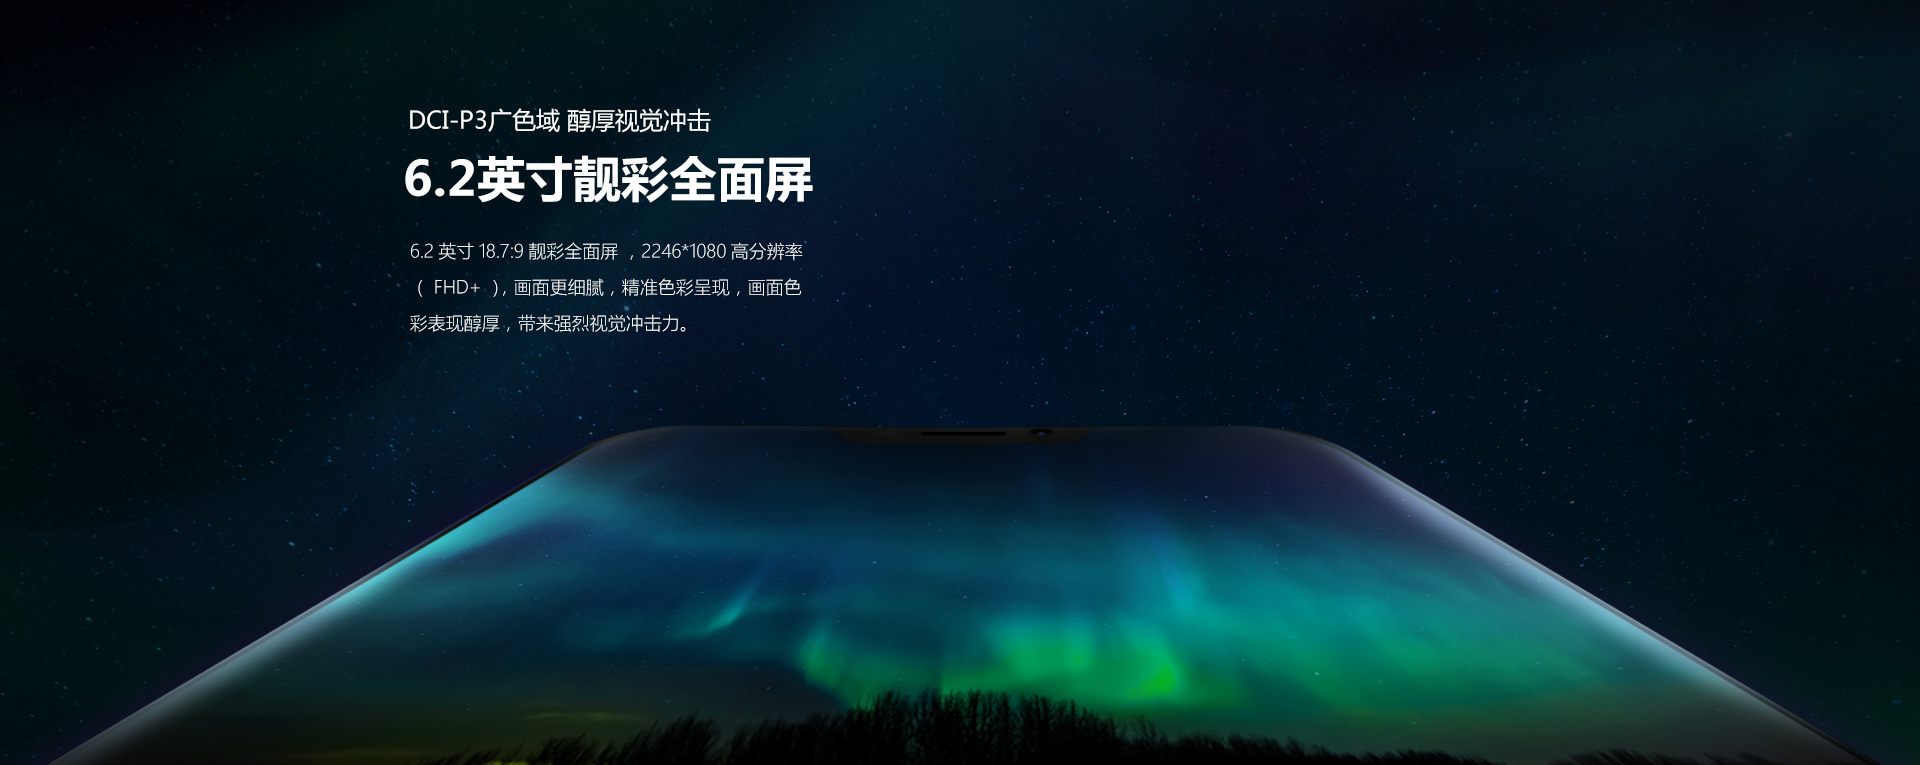 DCI-P3广色域 醇厚视觉冲击
6.2英寸靓彩全面屏
6.2 英寸 18.7:9 靓彩全面屏 ，2246*1080 高分辨率
（ FHD+ ），画面更细腻，精准色彩呈现，画面色
彩表现醇厚，带来强烈视觉冲击力。